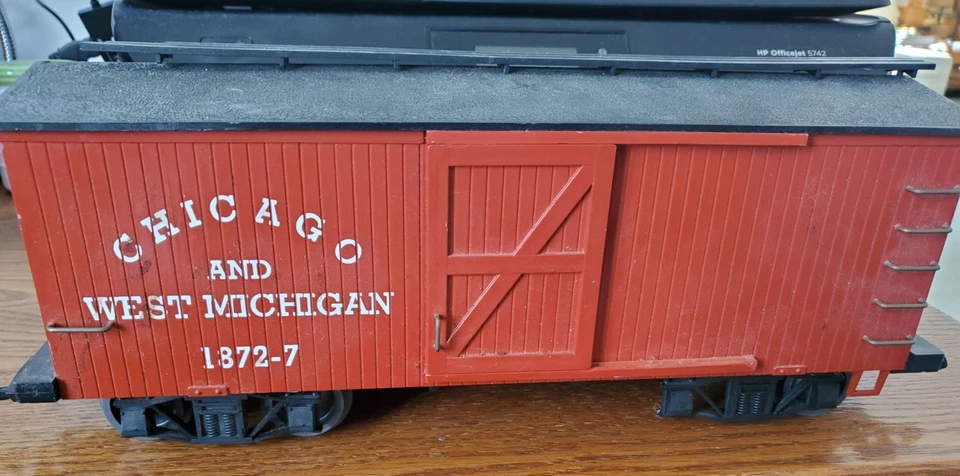 HP Officejet 5742
CHICAGO
AND
WEST MICHIGAN
1872-7